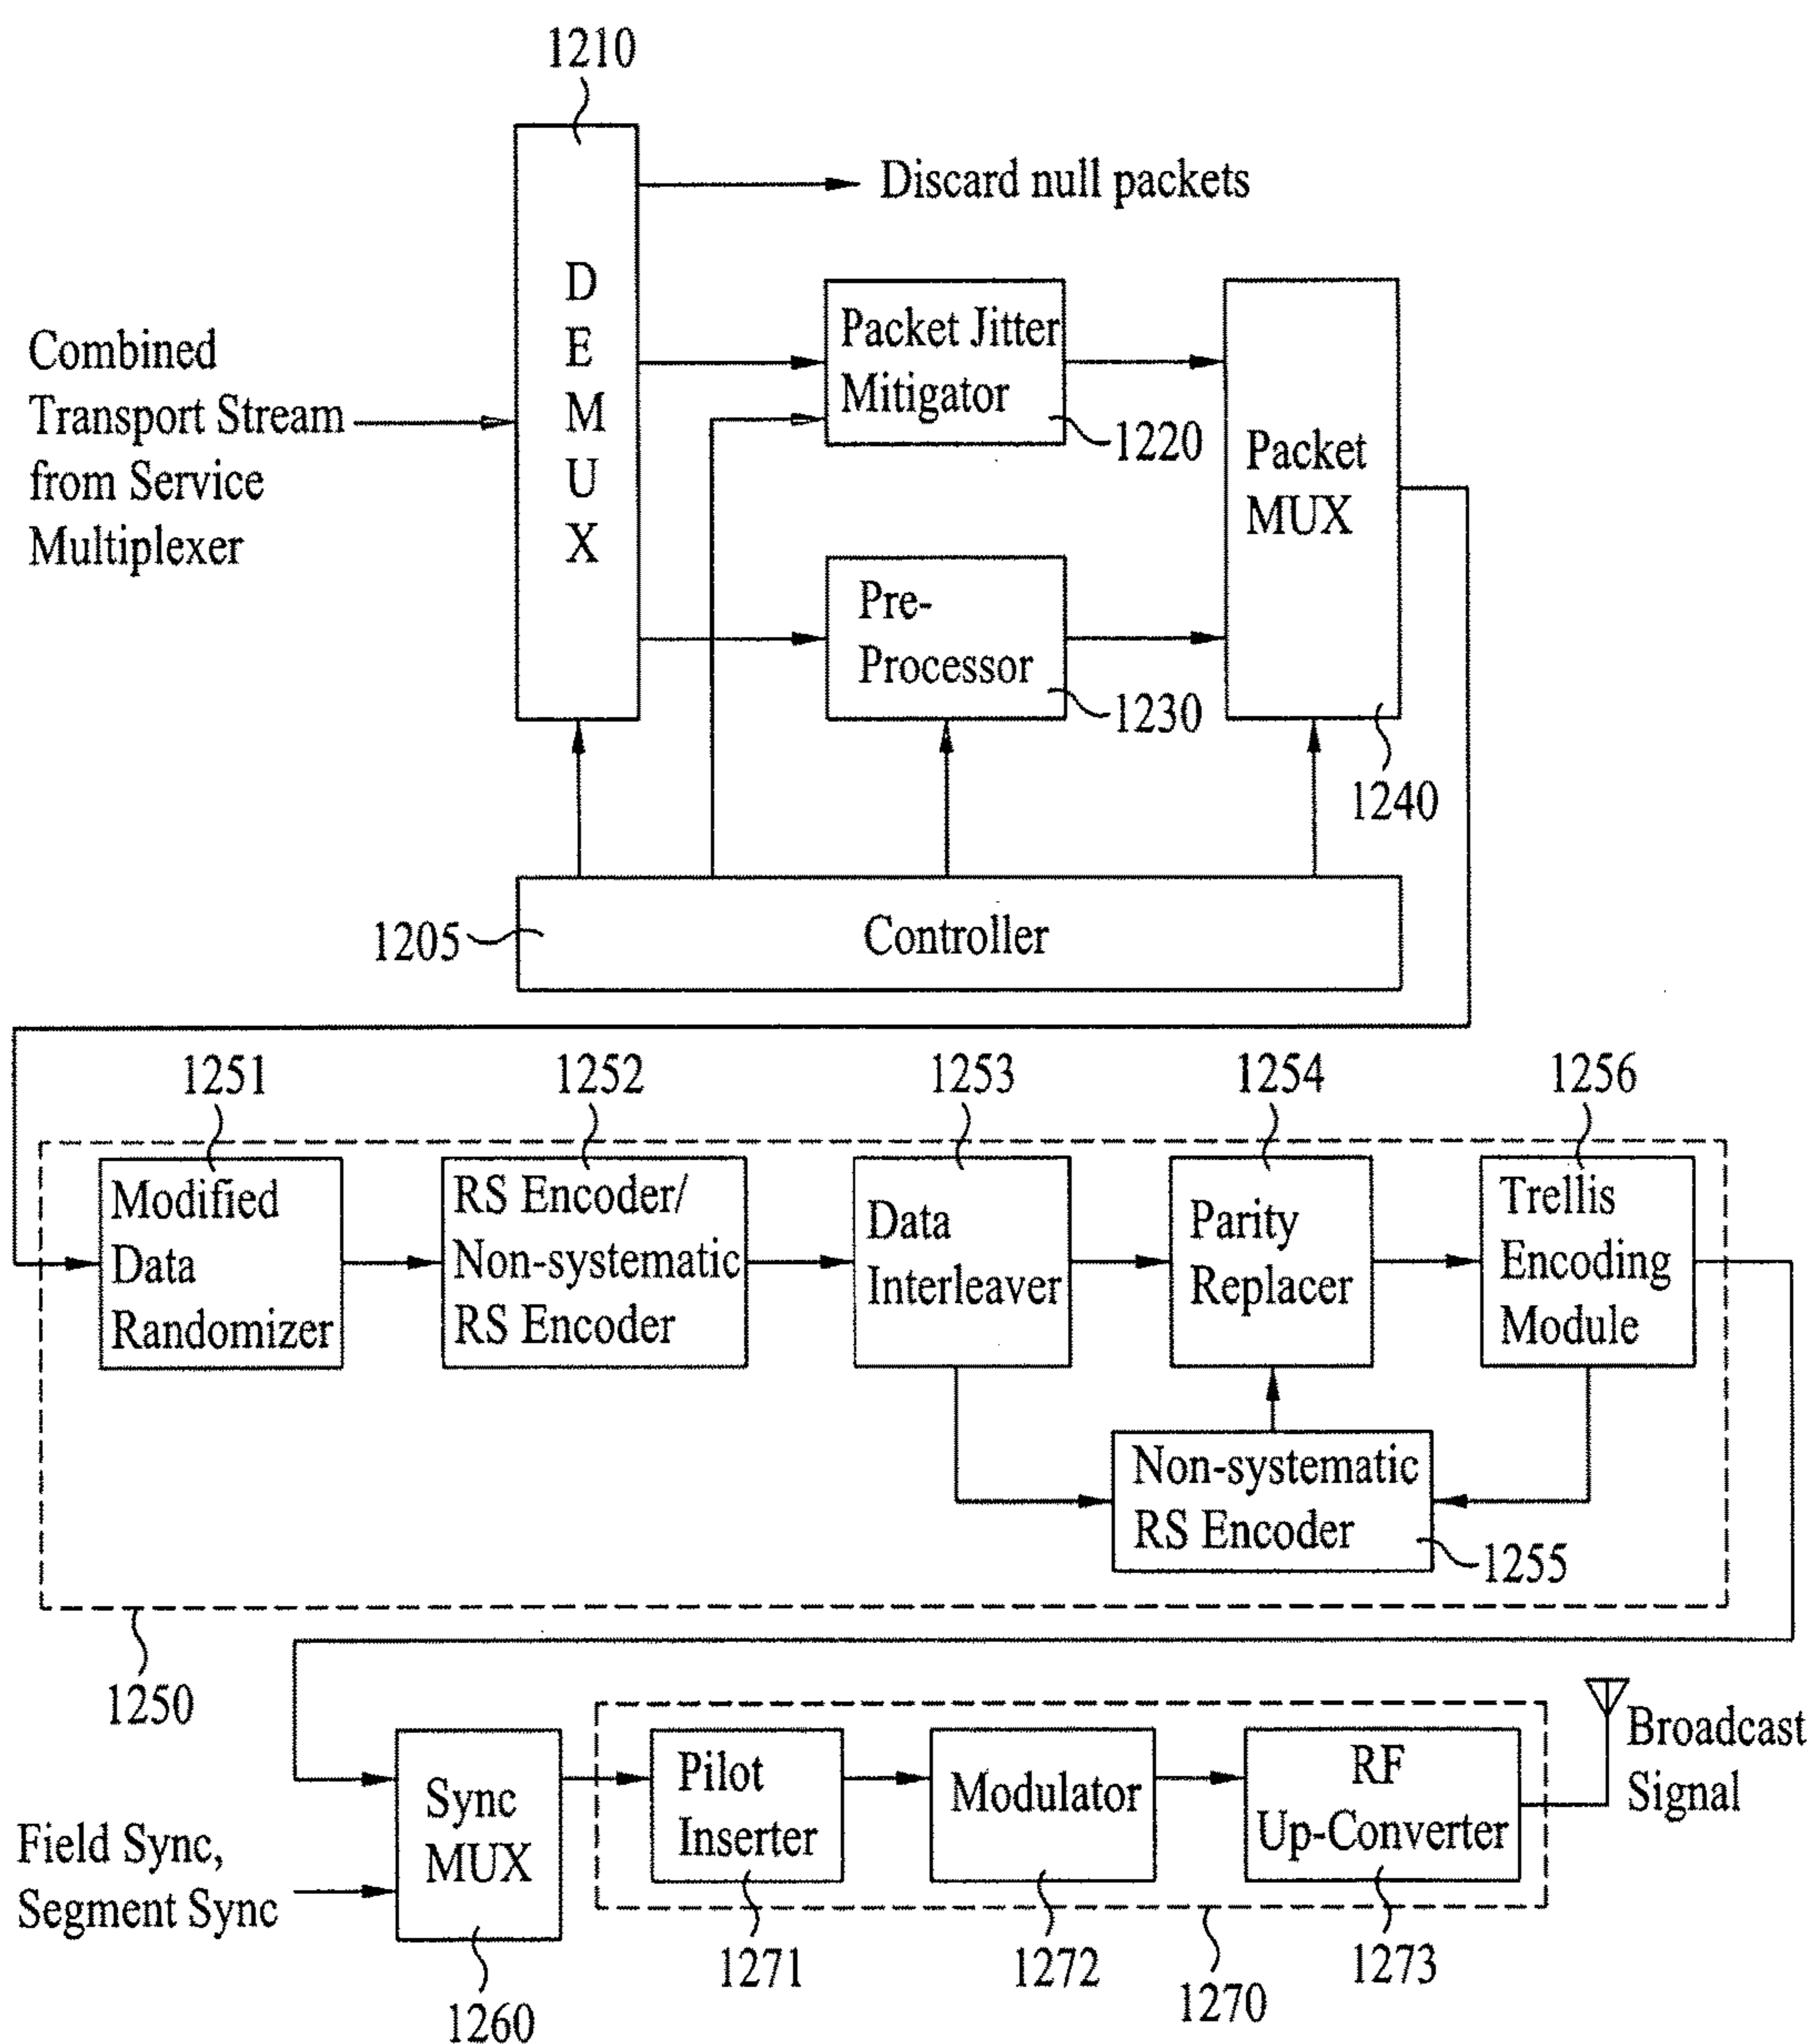 1210
Discard null packets
D
E
M
U
X
Combined
Transport Stream
from Service
Multiplexer
Packet Jitter
Mitigator
1220
Packet
MUX
Pre-
Processor
1230
1240
1205
Controller
1251
1252
1253
1254
1256
Modified
Data
Randomizer
RS Encoder/
Non-systematic
RS Encoder
Data
Interleaver
Parity
Replacer
Trellis
Encoding
Module
Non-systematic
RS Encoder
1255
1250
Sync
MUX
Pilot
Inserter
Modulator
RF
Up-Converter
Broadcast
Signal
Field Sync,
Segment Sync
1260
1271
1272
1270
1273